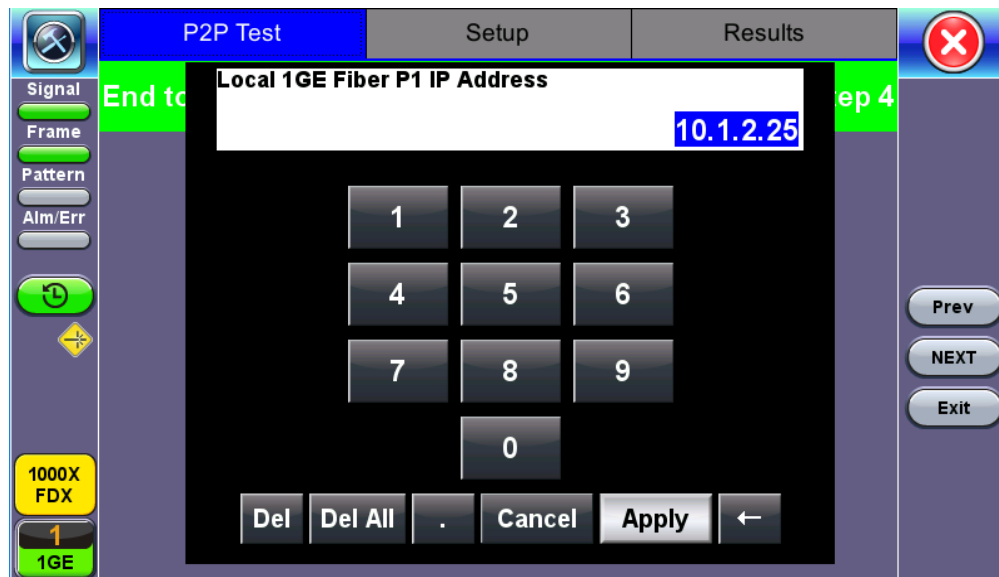 P2P Test
Setup
Results
Signal
Frame
Pattern
Alm/Err
End to
tep 4
Local 1GE Fiber P1 IP Address
10.1.2.25
1
2
3
4
5
6
7
8
9
0
Del
Del All
.
Cancel
Apply
←
Prev
NEXT
Exit
1000X
FDX
1
1GE